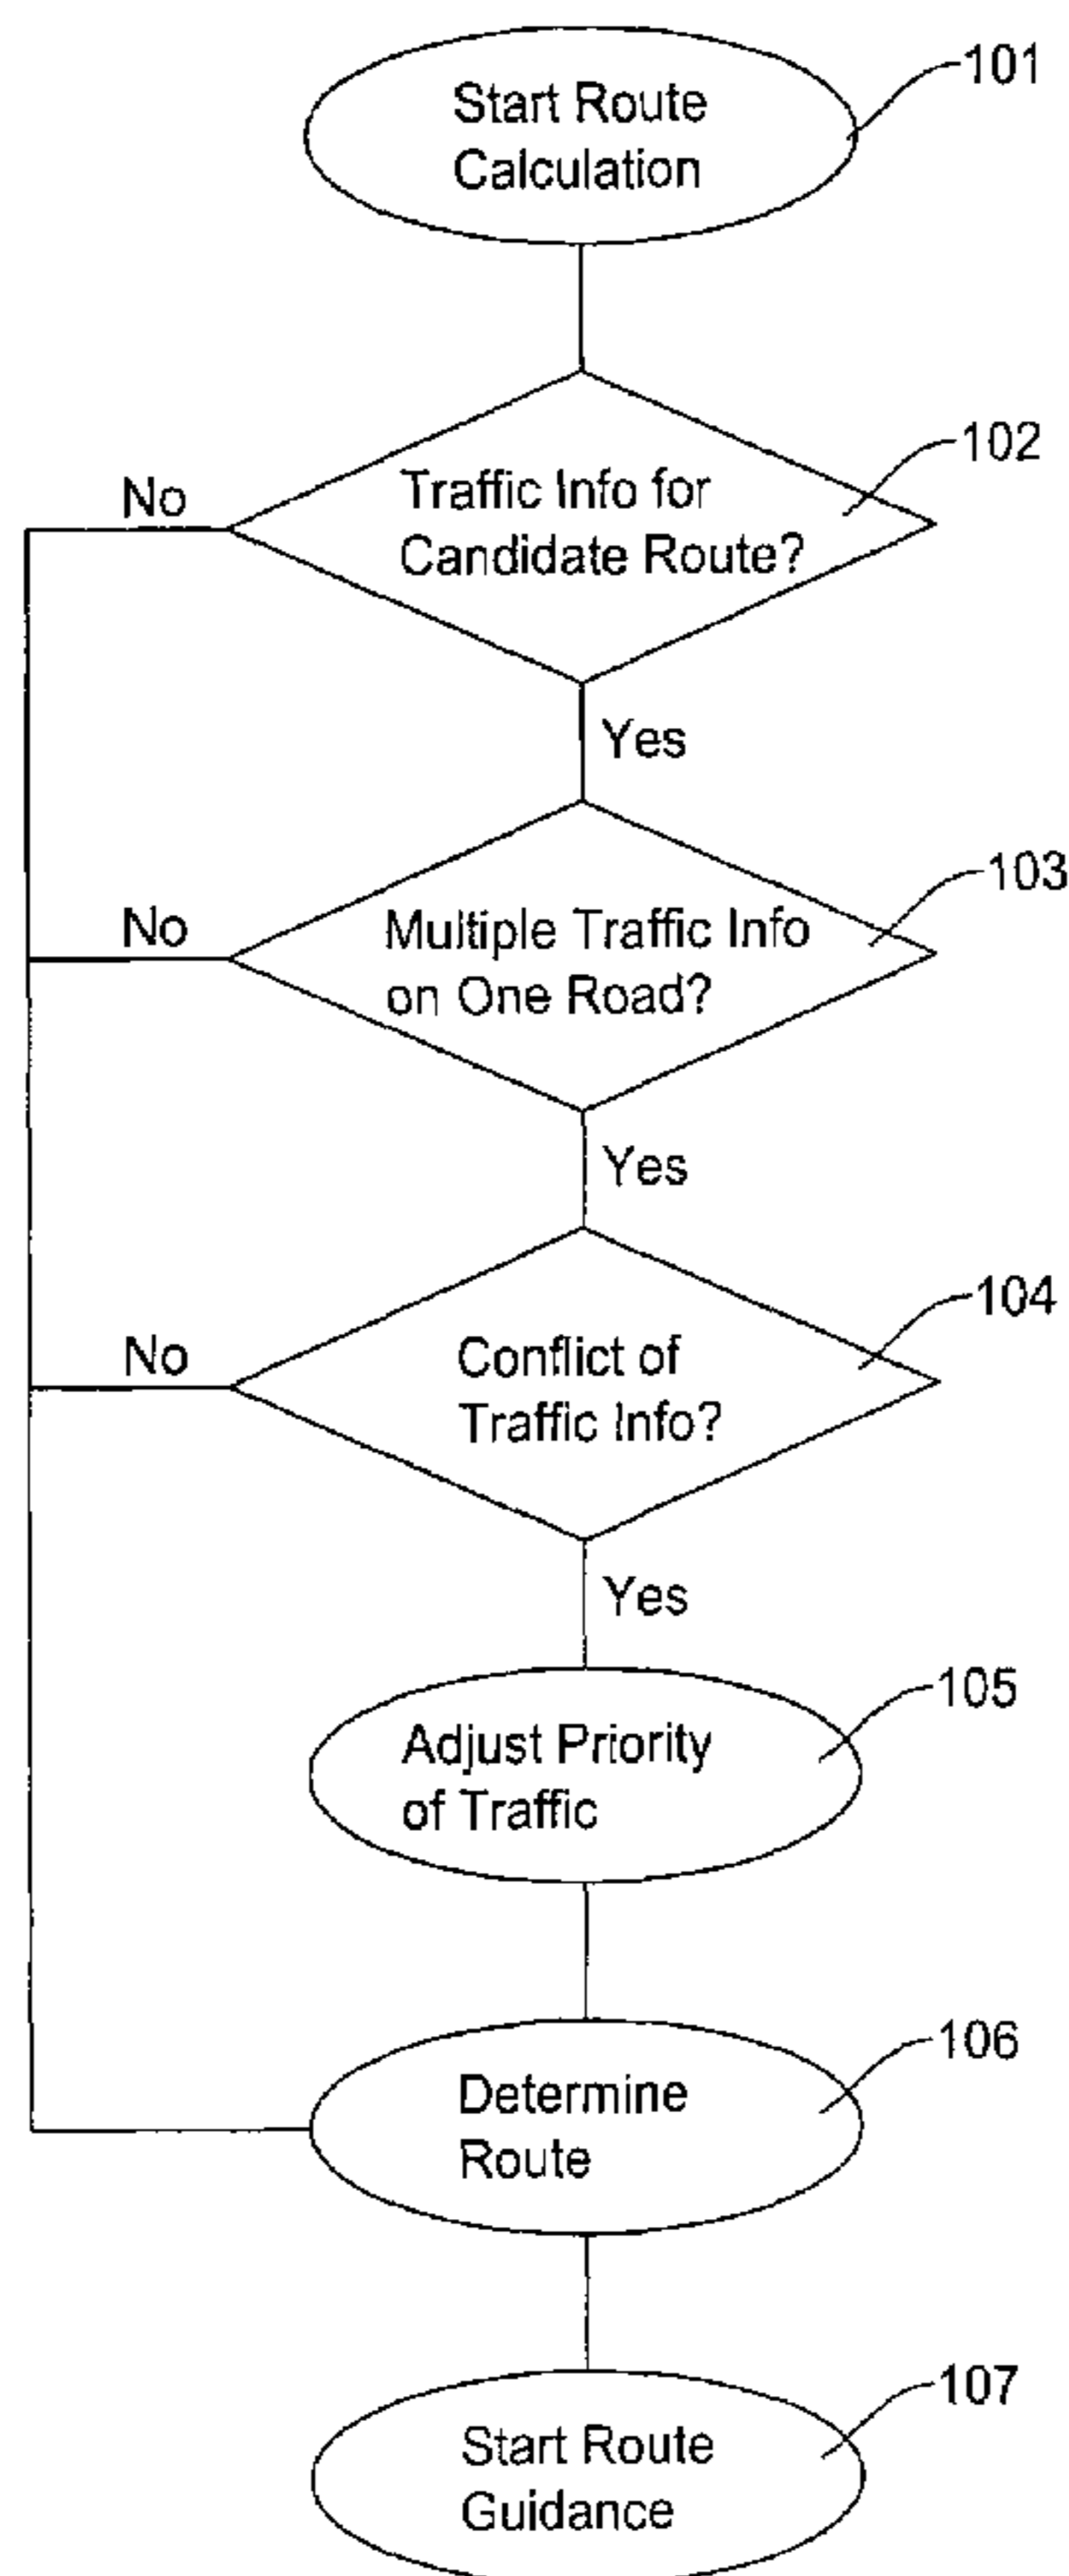 Start Route
Calculation
101
Traffic Info for
Candidate Route?
102
No
Yes
Multiple Traffic Info
on One Road?
103
No
Yes
Conflict of
Traffic Info?
104
No
Yes
Adjust Priority
of Traffic
105
Determine
Route
106
Start Route
Guidance
107